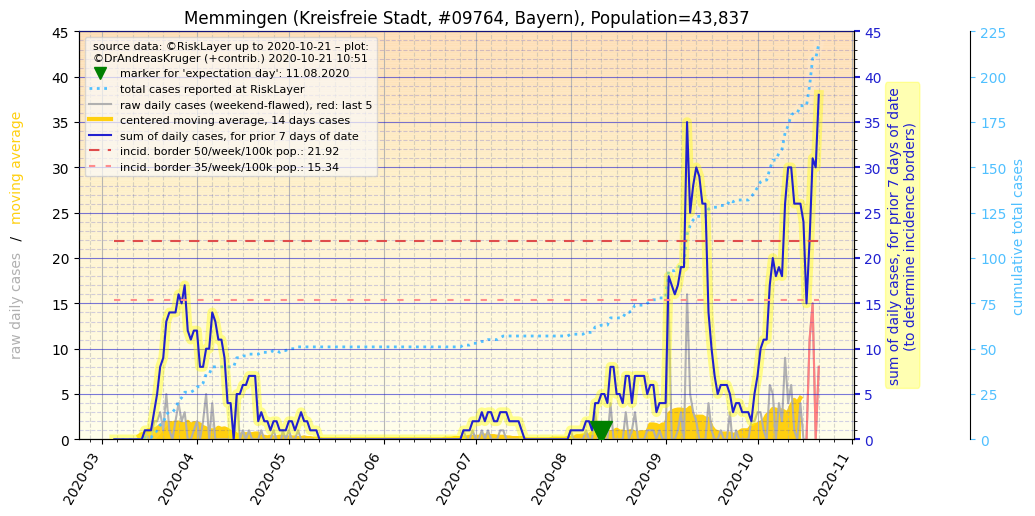 Memmingen (Kreisfreie Stadt, #09764, Bayern), Population=43,837
source data: ©RiskLayer up to 2020-10-21 – plot:
©DrAndreasKruger (+contrib.) 2020-10-21 10:51
marker for 'expectation day': 11.08.2020
total cases reported at RiskLayer
raw daily cases (weekend-flawed), red: last 5
centered moving average, 14 days cases
sum of daily cases, for prior 7 days of date
incid. border 50/week/100k pop.: 21.92
incid. border 35/week/100k pop.: 15.34
raw daily cases / moving average
45
40
35
30
25
20
15
10
5
0
2020-03
2020-04
2020-05
2020-06
2020-07
2020-08
2020-09
2020-10
2020-11
45
40
35
30
25
20
15
10
5
0
sum of daily cases, for prior 7 days of date
(to determine incidence borders)
225
200
175
150
125
100
75
50
25
0
cumulative total cases